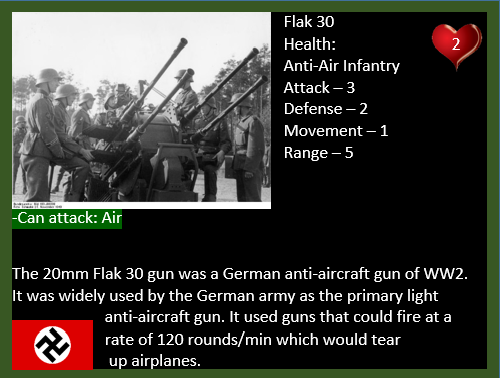 Flak 30
Health:
2
Anti-Air Infantry
Attack – 3
Defense – 2
Movement – 1
Range – 5
-Can attack: Air
The 20mm Flak 30 gun was a German anti-aircraft gun of WW2.
It was widely used by the German army as the primary light
anti-aircraft gun. It used guns that could fire at a
rate of 120 rounds/min which would tear
up airplanes.